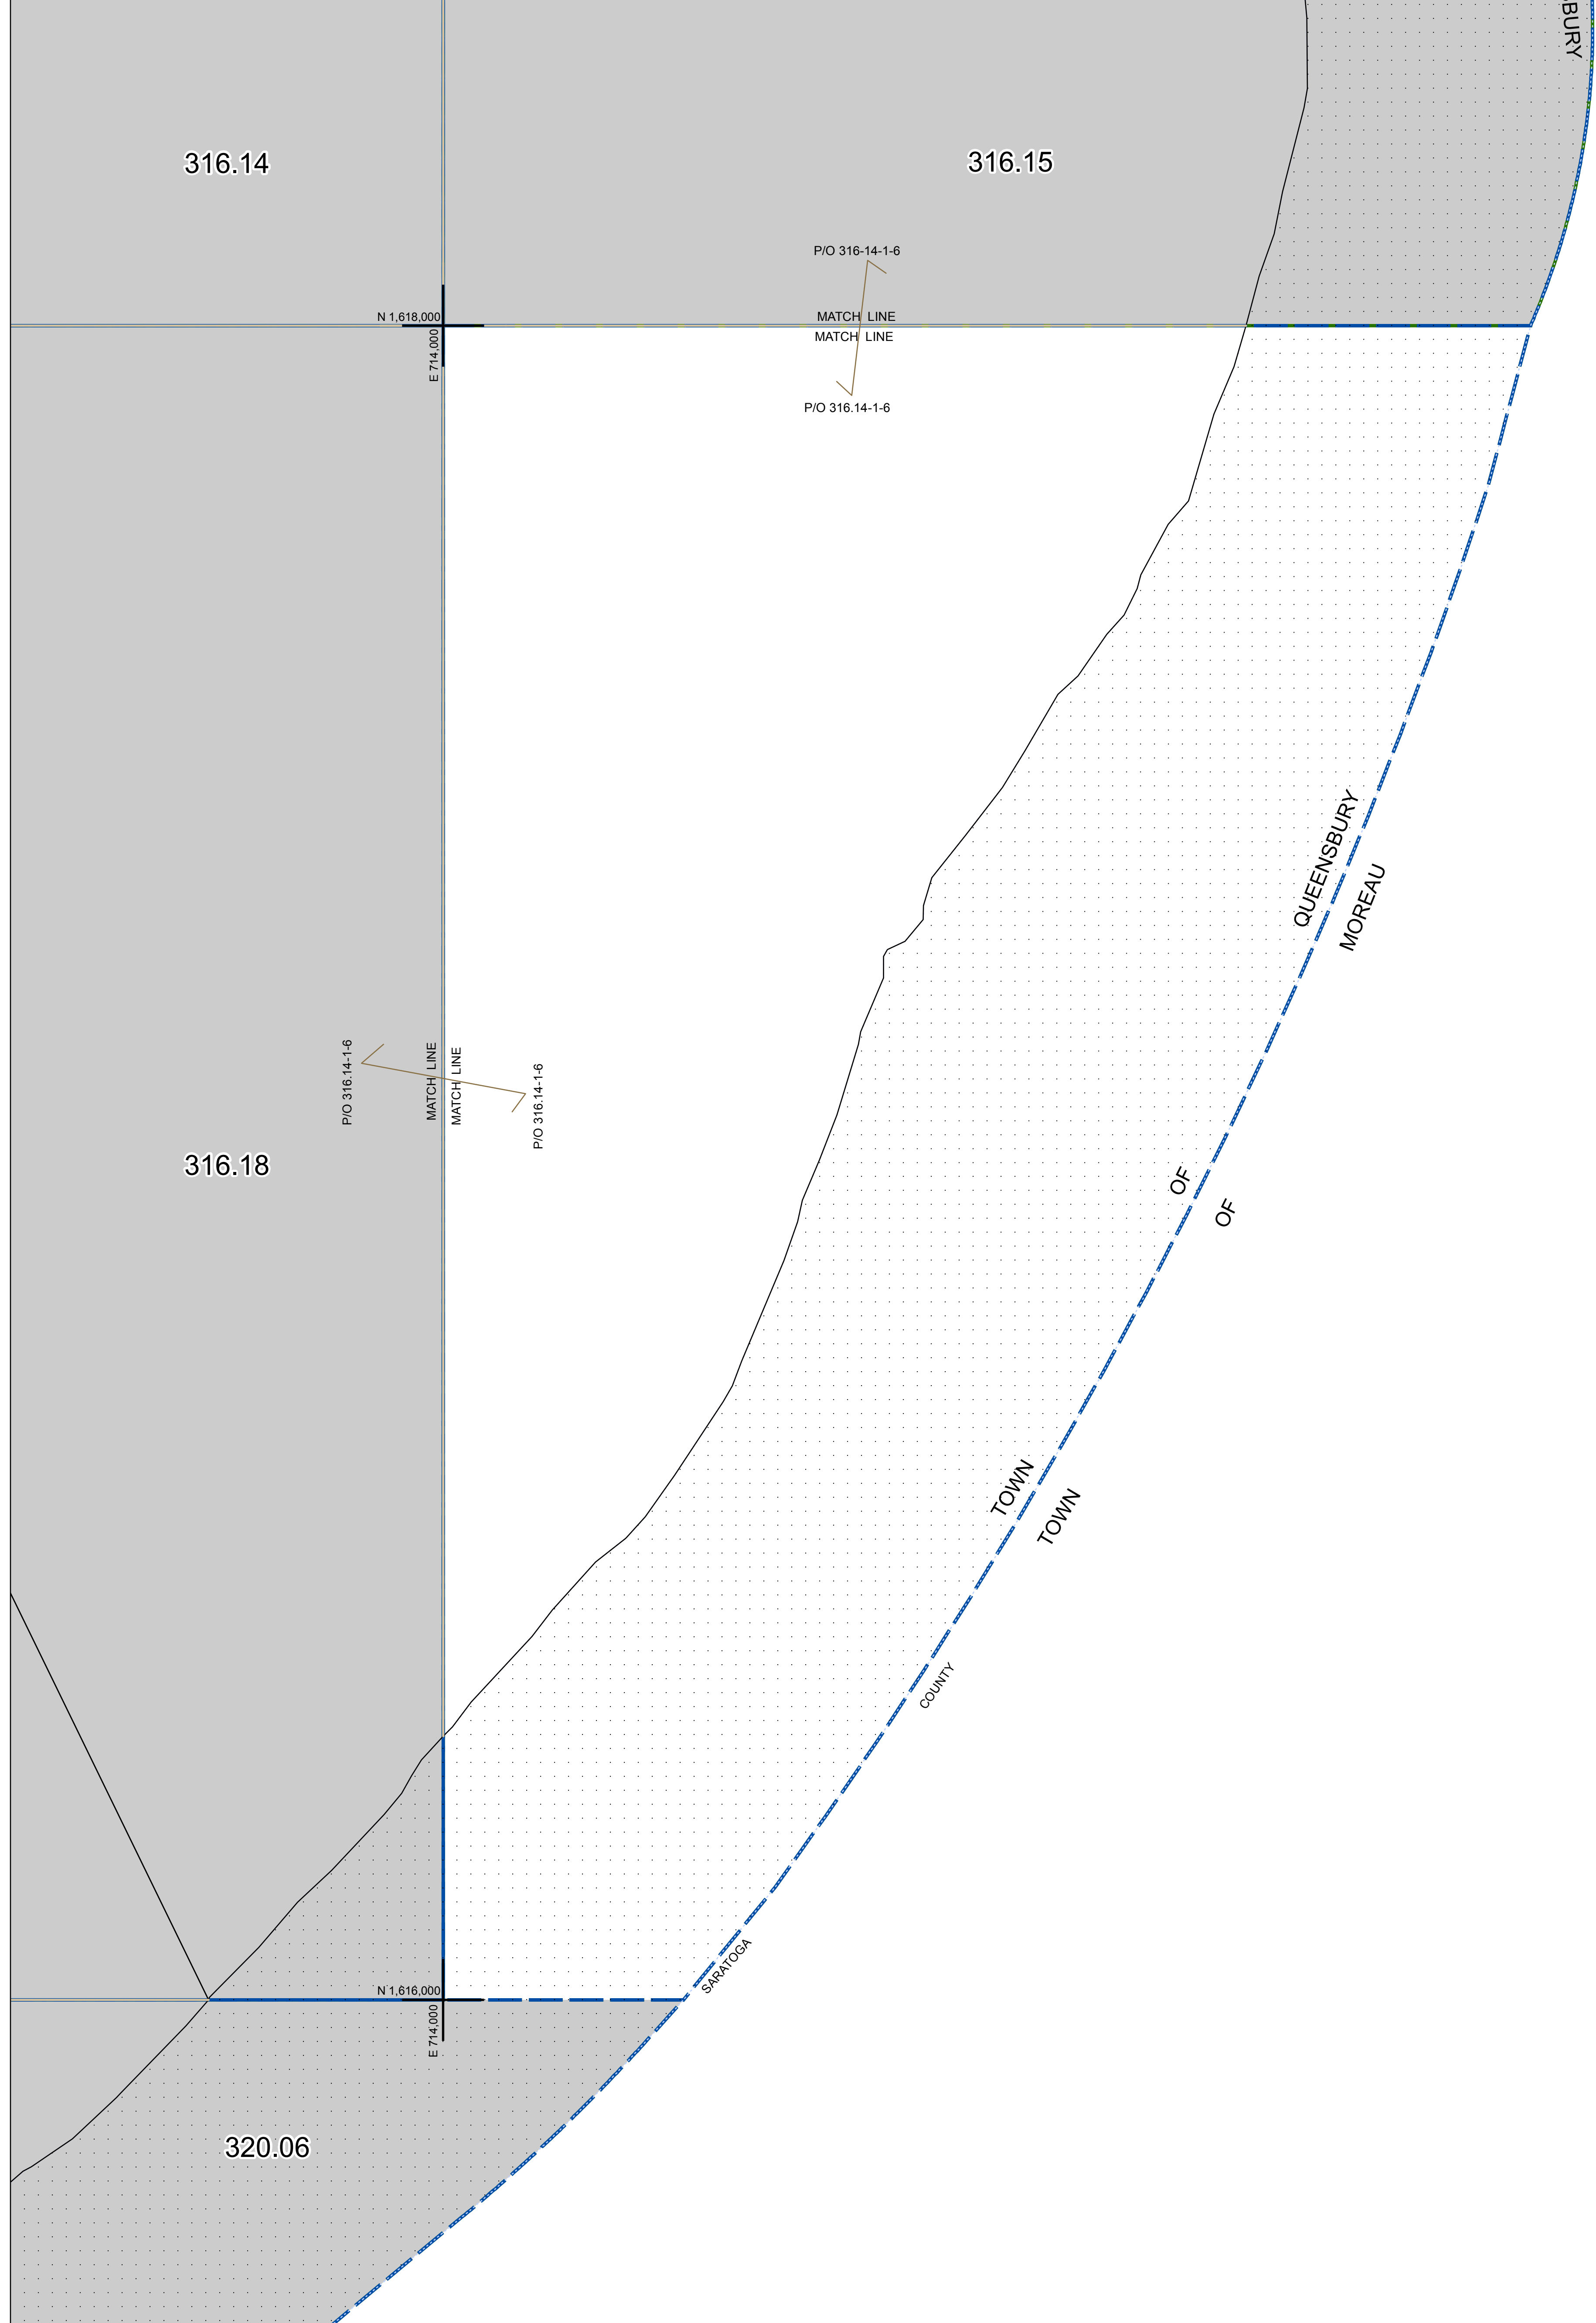 BURY
316.14
316.15
P/O 316-14-1-6
N 1,618,000
MATCH LINE
MATCH LINE
E 714,000
P/O 316.14-1-6
QUEENSBURY
MOREAU
P/O 316.14-1-6
MATCH LINE
MATCH LINE
P/O 316.14-1-6
316.18
OF
OF
TOWN
TOWN
COUNTY
SARATOGA
N 1,616,000
E 714,000
320.06